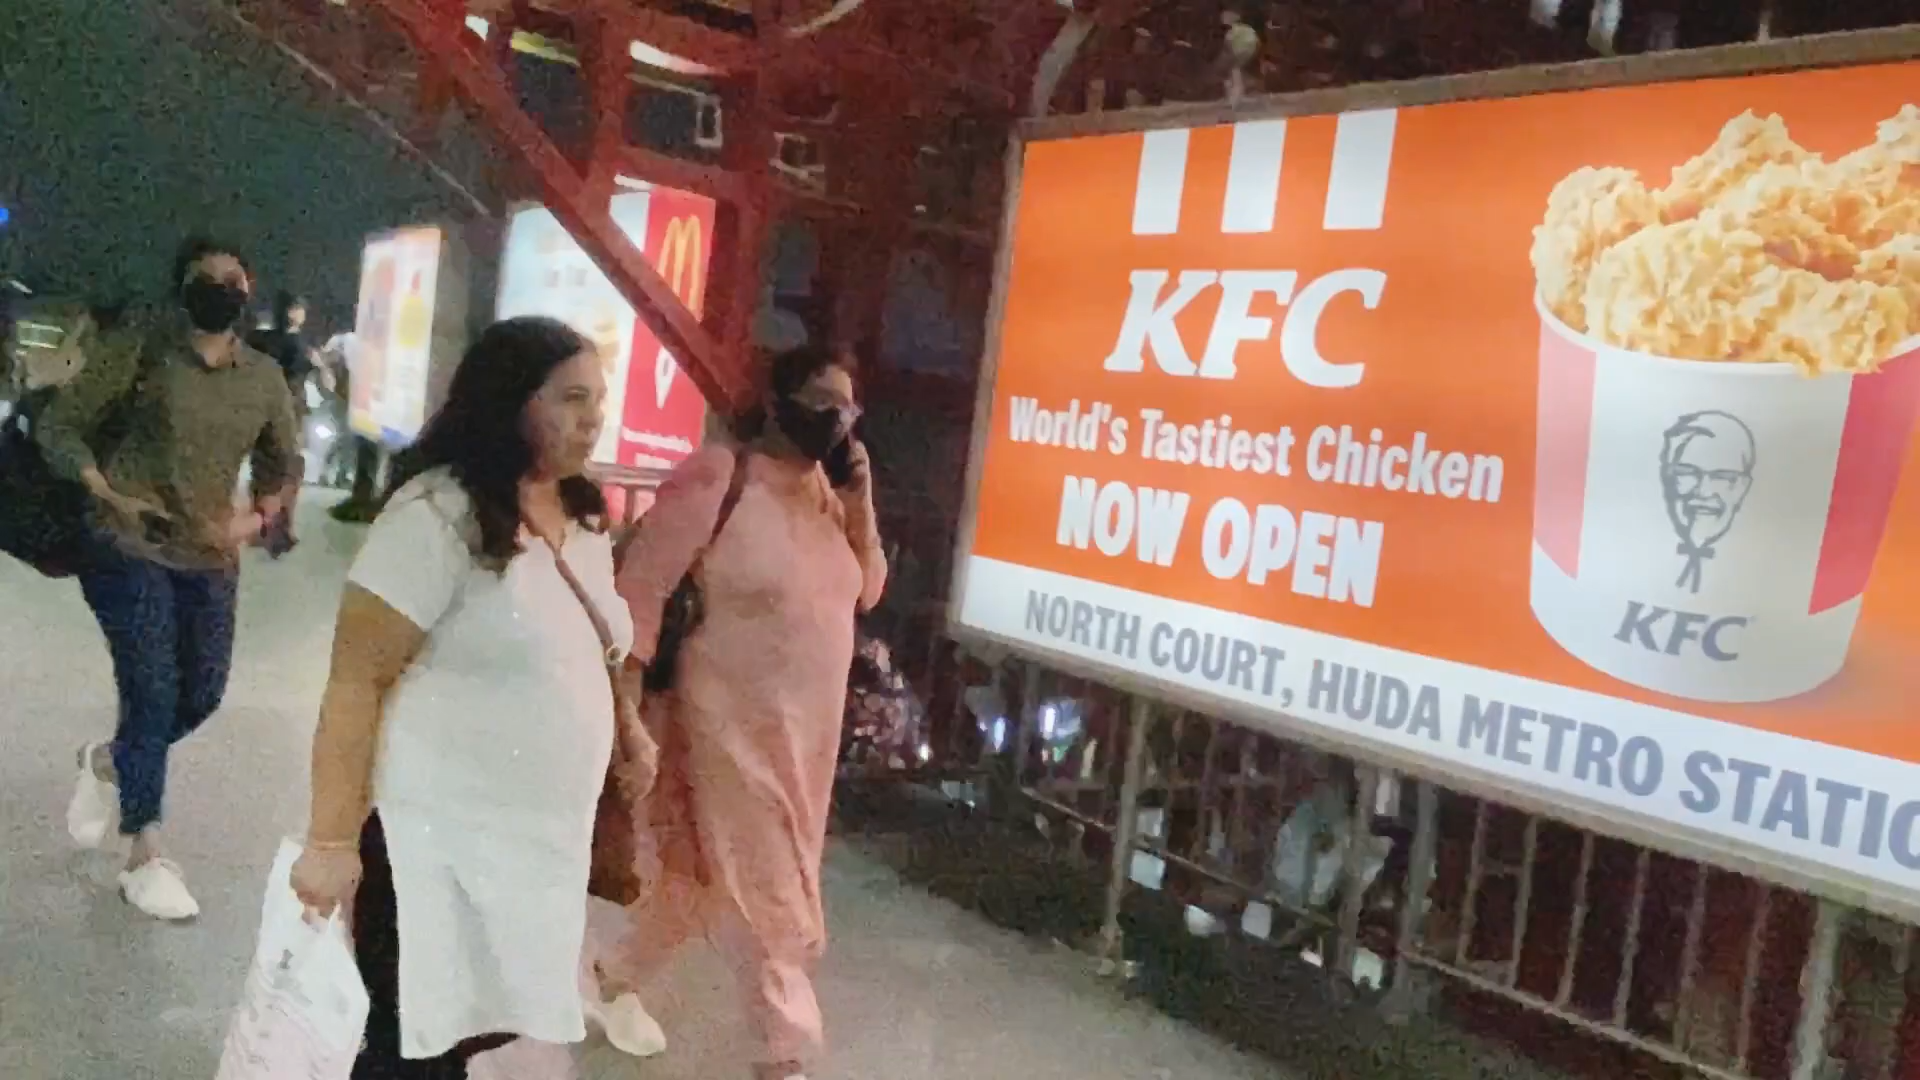 KFC
World's Tastiest Chicken
NOW OPEN
NORTH COURT, HUDA METRO STATIO
KFC